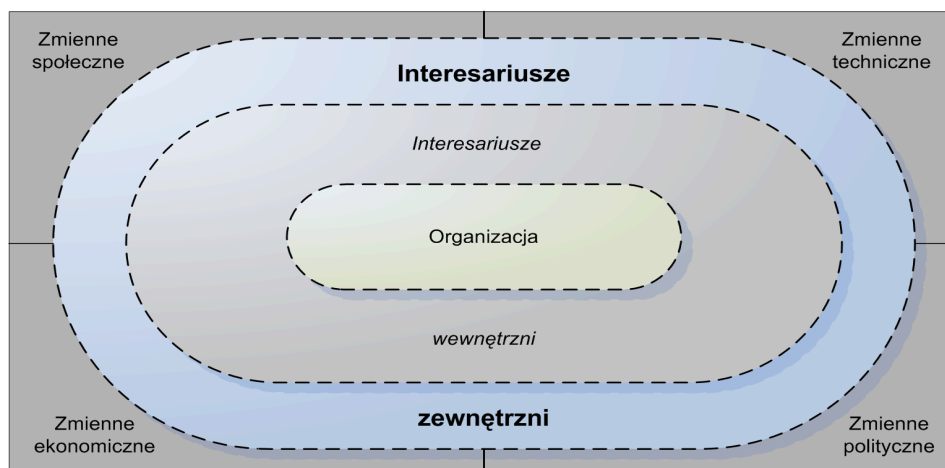 Zmienne
społeczne
Zmienne
techniczne
Interesariusze
Interesariusze
Organizacja
wewnętrzni
zewnętrzni
Zmienne
ekonomiczne
Zmienne
polityczne